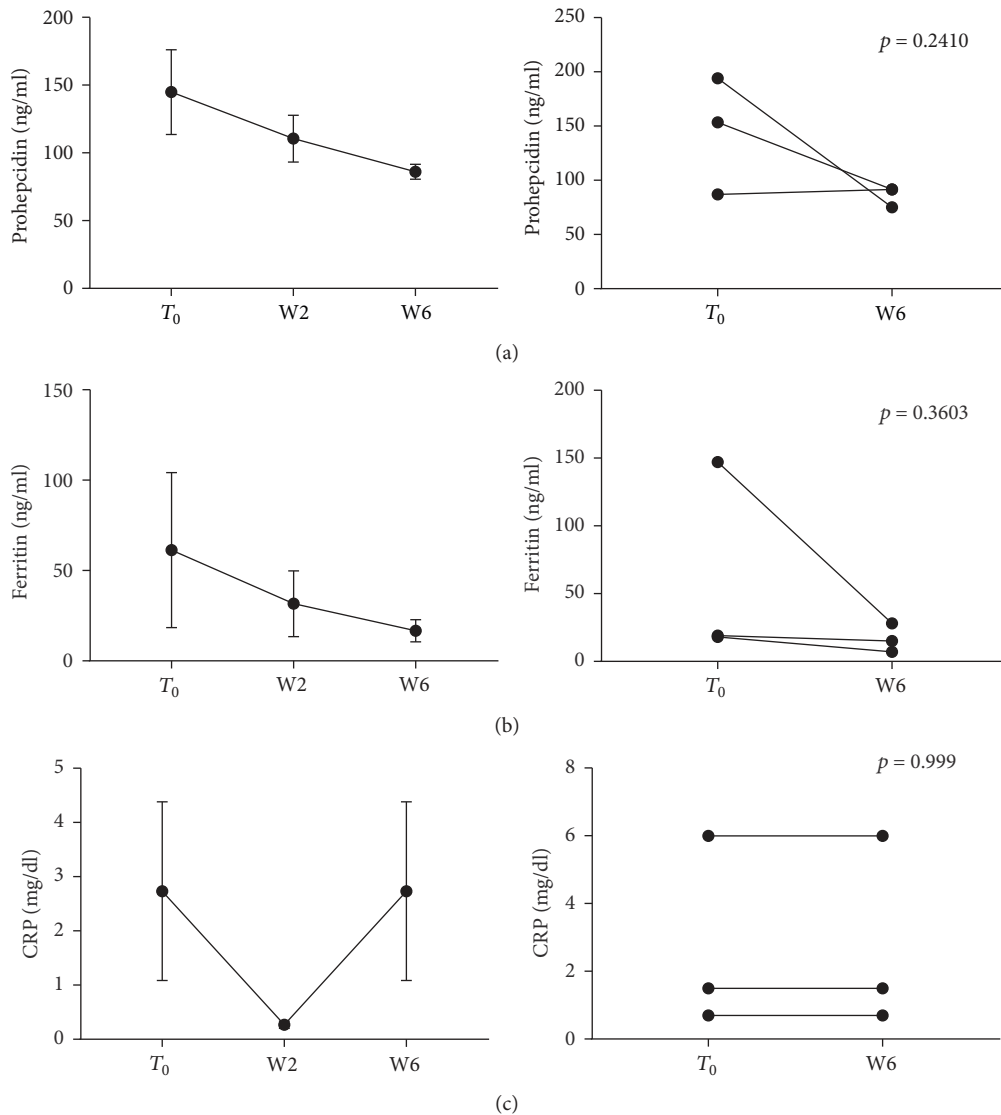 200
150
100
50
0
Prohepcidin (ng/ml)
T0
W2
W6
250
200
150
100
50
0
Prohepcidin (ng/ml)
p = 0.2410
T0
W6
(a)
150
100
50
0
Ferritin (ng/ml)
T0
W2
W6
200
150
100
50
0
Ferritin (ng/ml)
p = 0.3603
T0
W6
(b)
5
4
3
2
1
0
CRP (mg/dl)
T0
W2
W6
8
6
4
2
0
CRP (mg/dl)
p = 0.999
T0
W6
(c)